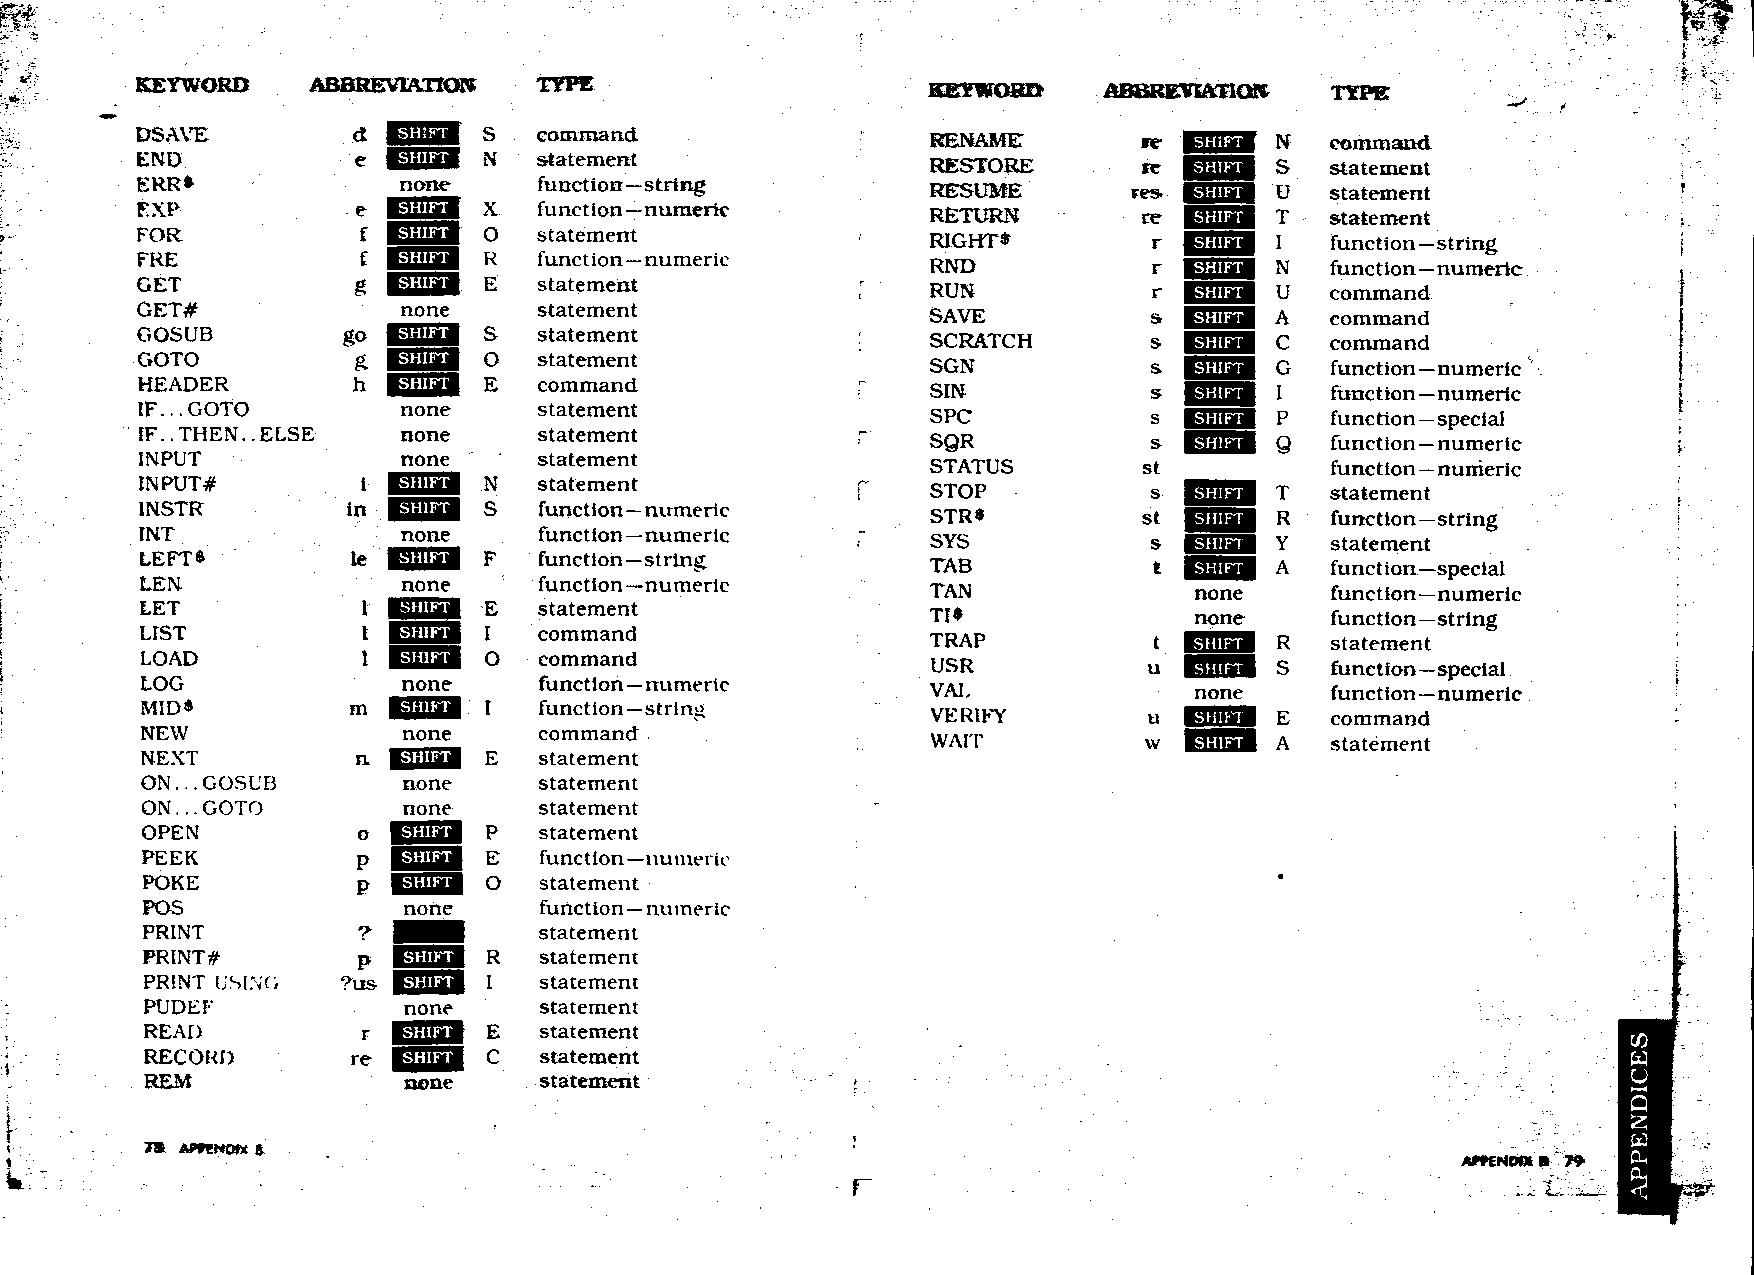 KEYWORD ABBREVIATION TYPE
DSAVE d SHIFT S command
END e SHIFT N statement
ERR$ none function—string
EXP e SHIFT X function—numeric
FOR f SHIFT O statement
FRE f SHIFT R function—numeric
GET g SHIFT E statement
GET# none statement
GOSUB go SHIFT S statement
GOTO g SHIFT O statement
HEADER h SHIFT E command
IF...GOTO none statement
IF..THEN..ELSE none statement
INPUT none statement
INPUT# i SHIFT N statement
INSTR in SHIFT S function—numeric
INT none function—numeric
LEFT$ le SHIFT F function—string
LEN none function—numeric
LET l SHIFT E statement
LIST l SHIFT I command
LOAD l SHIFT O command
LOG none function—numeric
MID$ m SHIFT I function—string
NEW none command
NEXT n SHIFT E statement
ON...GOSUB none statement
ON...GOTO none statement
OPEN o SHIFT P statement
PEEK p SHIFT E function—numeric
POKE p SHIFT O statement
POS none function—numeric
PRINT ? statement
PRINT# p SHIFT R statement
PRINT USING ?us SHIFT I statement
PUDEF none statement
READ r SHIFT E statement
RECORD re SHIFT C statement
REM none statement
78 APPENDIX B
KEYWORD ABBREVIATION TYPE
RENAME re SHIFT N command
RESTORE re SHIFT S statement
RESUME res SHIFT U statement
RETURN re SHIFT T statement
RIGHT$ r SHIFT I function—string
RND r SHIFT N function—numeric
RUN r SHIFT U command
SAVE s SHIFT A command
SCRATCH s SHIFT C command
SGN s SHIFT G function—numeric
SIN s SHIFT I function—numeric
SPC s SHIFT P function—special
SQR s SHIFT Q function—numeric
STATUS st function—numeric
STOP s SHIFT T statement
STR$ st SHIFT R function—string
SYS s SHIFT Y statement
TAB t SHIFT A function—special
TAN none function—numeric
TI$ none function—string
TRAP t SHIFT R statement
USR u SHIFT S function—special
VAL none function—numeric
VERIFY u SHIFT E command
WAIT w SHIFT A statement
APPENDIX B 79
APPENDICES